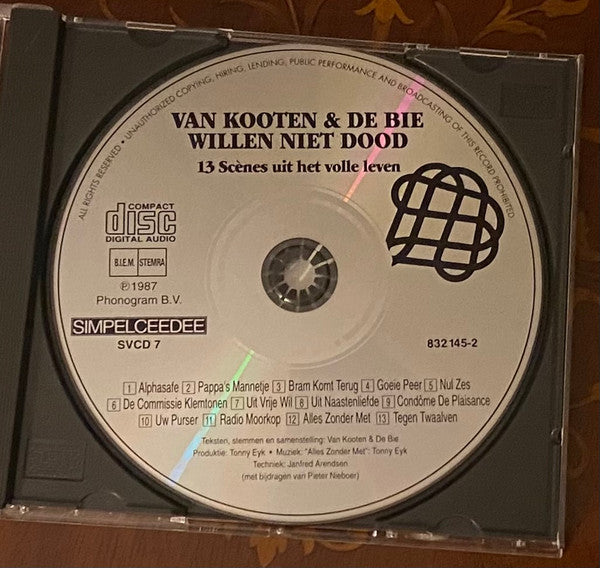 ALL RIGHTS RESERVED • UNAUTHORIZED COPYING, HIRING, LENDING, PUBLIC PERFORMANCE AND BROADCASTING OF THIS RECORD PROHIBITED
VAN KOOTEN & DE BIE
WILLEN NIET DOOD
13 Scènes uit het volle leven
COMPACT
disc
DIGITAL AUDIO
B.I.E.M. STEMRA
℗ 1987
Phonogram B.V.
SIMPELCEEDEE
SVCD 7
832 145-2
1 Alphasafe 2 Pappa's Mannetje 3 Bram Komt Terug 4 Goeie Peer 5 Nul Zes
6 De Commissie Klemtonen 7 Uit Vrije Wil 8 Uit Naastenliefde 9 Condôme De Plaisance
10 Uw Purser 11 Radio Moorkop 12 Alles Zonder Met 13 Tegen Twaalven
Teksten, stemmen en samenstelling: Van Kooten & De Bie
Produktie: Tonny Eyk • Muziek: "Alles Zonder Met": Tonny Eyk
Techniek: Janfred Arendsen
(met bijdragen van Pieter Nieboer)